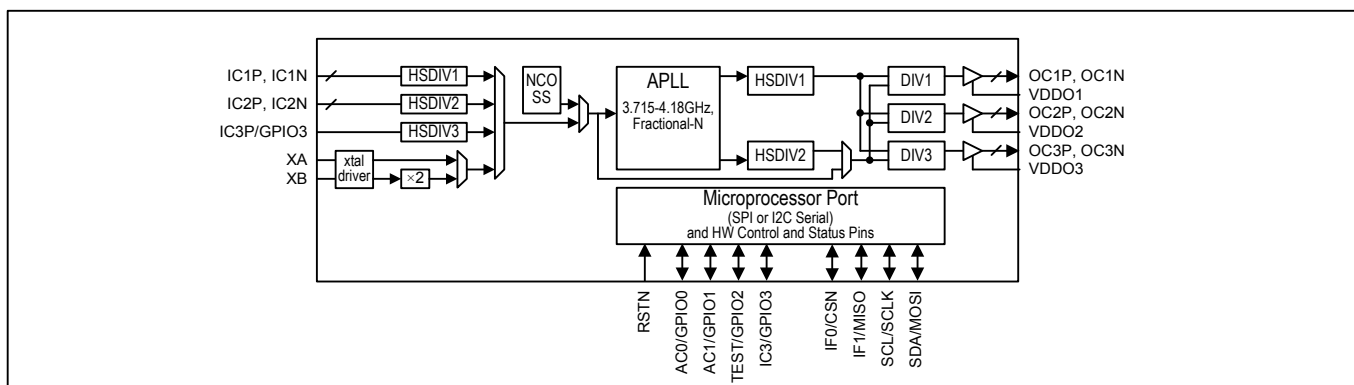 IC1P, IC1N
HSDIV1
IC2P, IC2N
HSDIV2
IC3P/GPIO3
HSDIV3
XA
XB
xtal
driver
×2
NCO
SS
APLL
3.715-4.18GHz,
Fractional-N
HSDIV1
HSDIV2
DIV1
DIV2
DIV3
OC1P, OC1N
VDDO1
OC2P, OC2N
VDDO2
OC3P, OC3N
VDDO3
Microprocessor Port
(SPI or I2C Serial)
and HW Control and Status Pins
RSTN
AC0/GPIO0
AC1/GPIO1
TEST/GPIO2
IC3/GPIO3
IF0/CSN
IF1/MISO
SCL/SCLK
SDA/MOSI